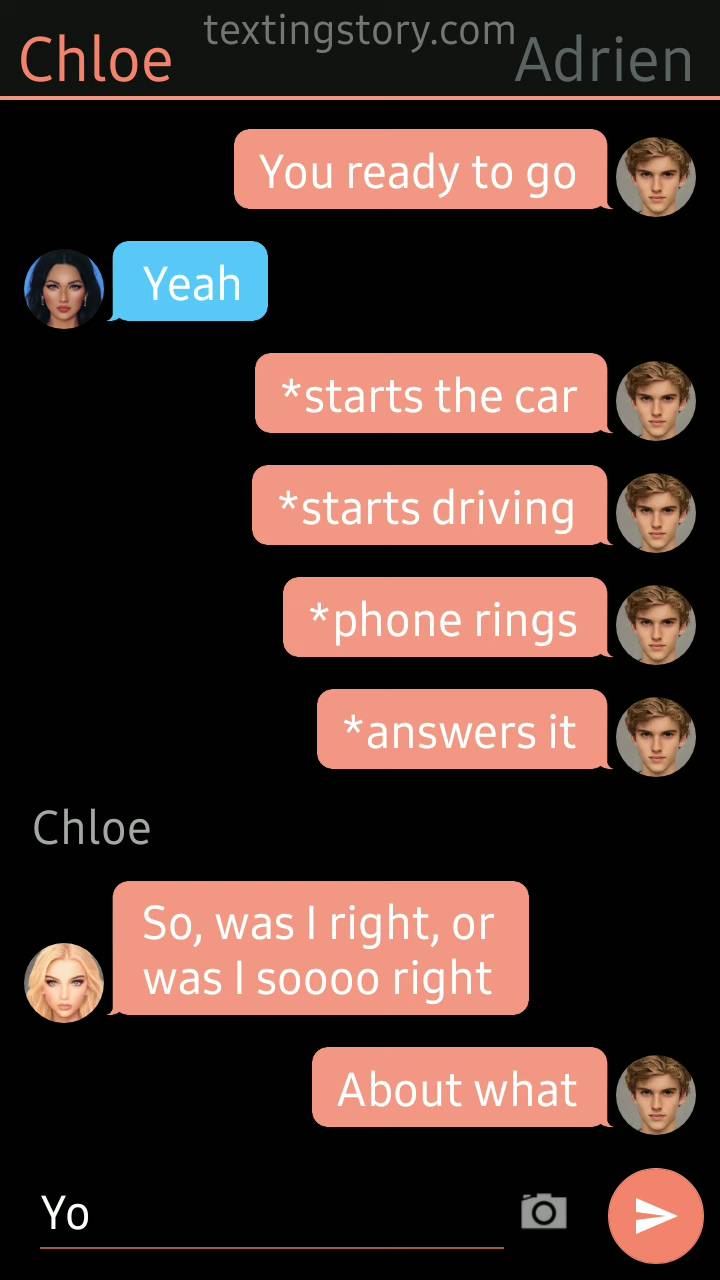 textingstory.com
Chloe
Adrien
You ready to go
Yeah
*starts the car
*starts driving
*phone rings
*answers it
Chloe
So, was I right, or
was I soooo right
About what
Yo